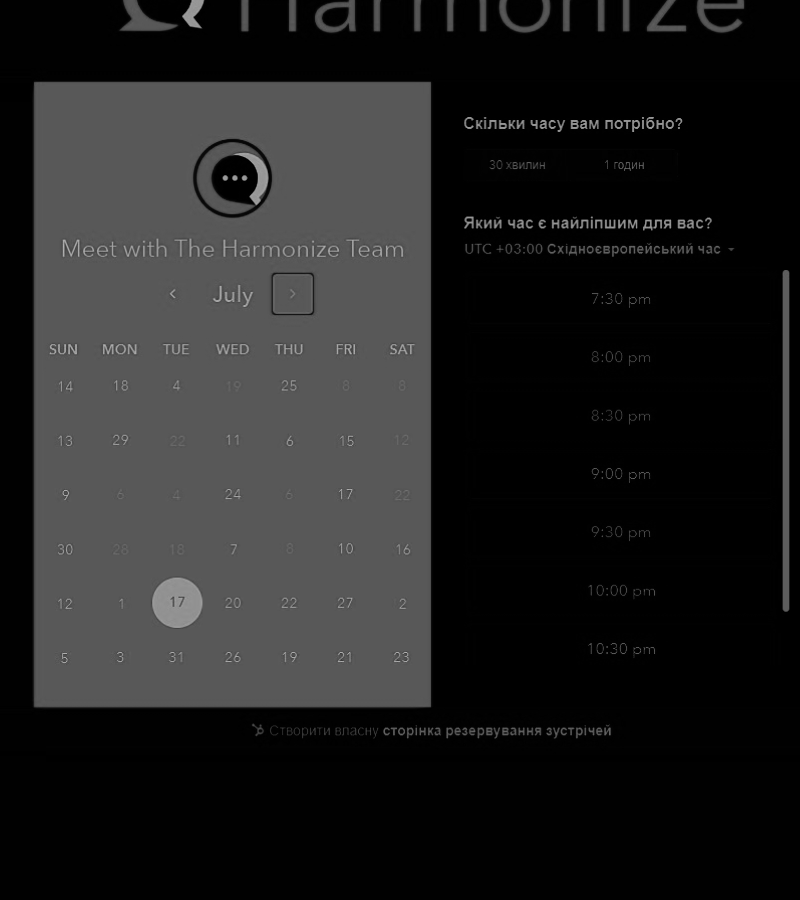 Harmonize
Meet with The Harmonize Team
July
SUN MON TUE WED THU FRI SAT
14 18 4 19 25 8 8
13 29 22 11 6 15 12
9 6 4 24 6 17 22
30 28 18 7 8 10 16
12 1 17 20 22 27 2
5 3 31 26 19 21 23
Скільки часу вам потрібно?
30 хвилин 1 годин
Який час є найліпшим для вас?
UTC +03:00 Східноєвропейський час
7:30 pm
8:00 pm
8:30 pm
9:00 pm
9:30 pm
10:00 pm
10:30 pm
Створити власну сторінка резервування зустрічей